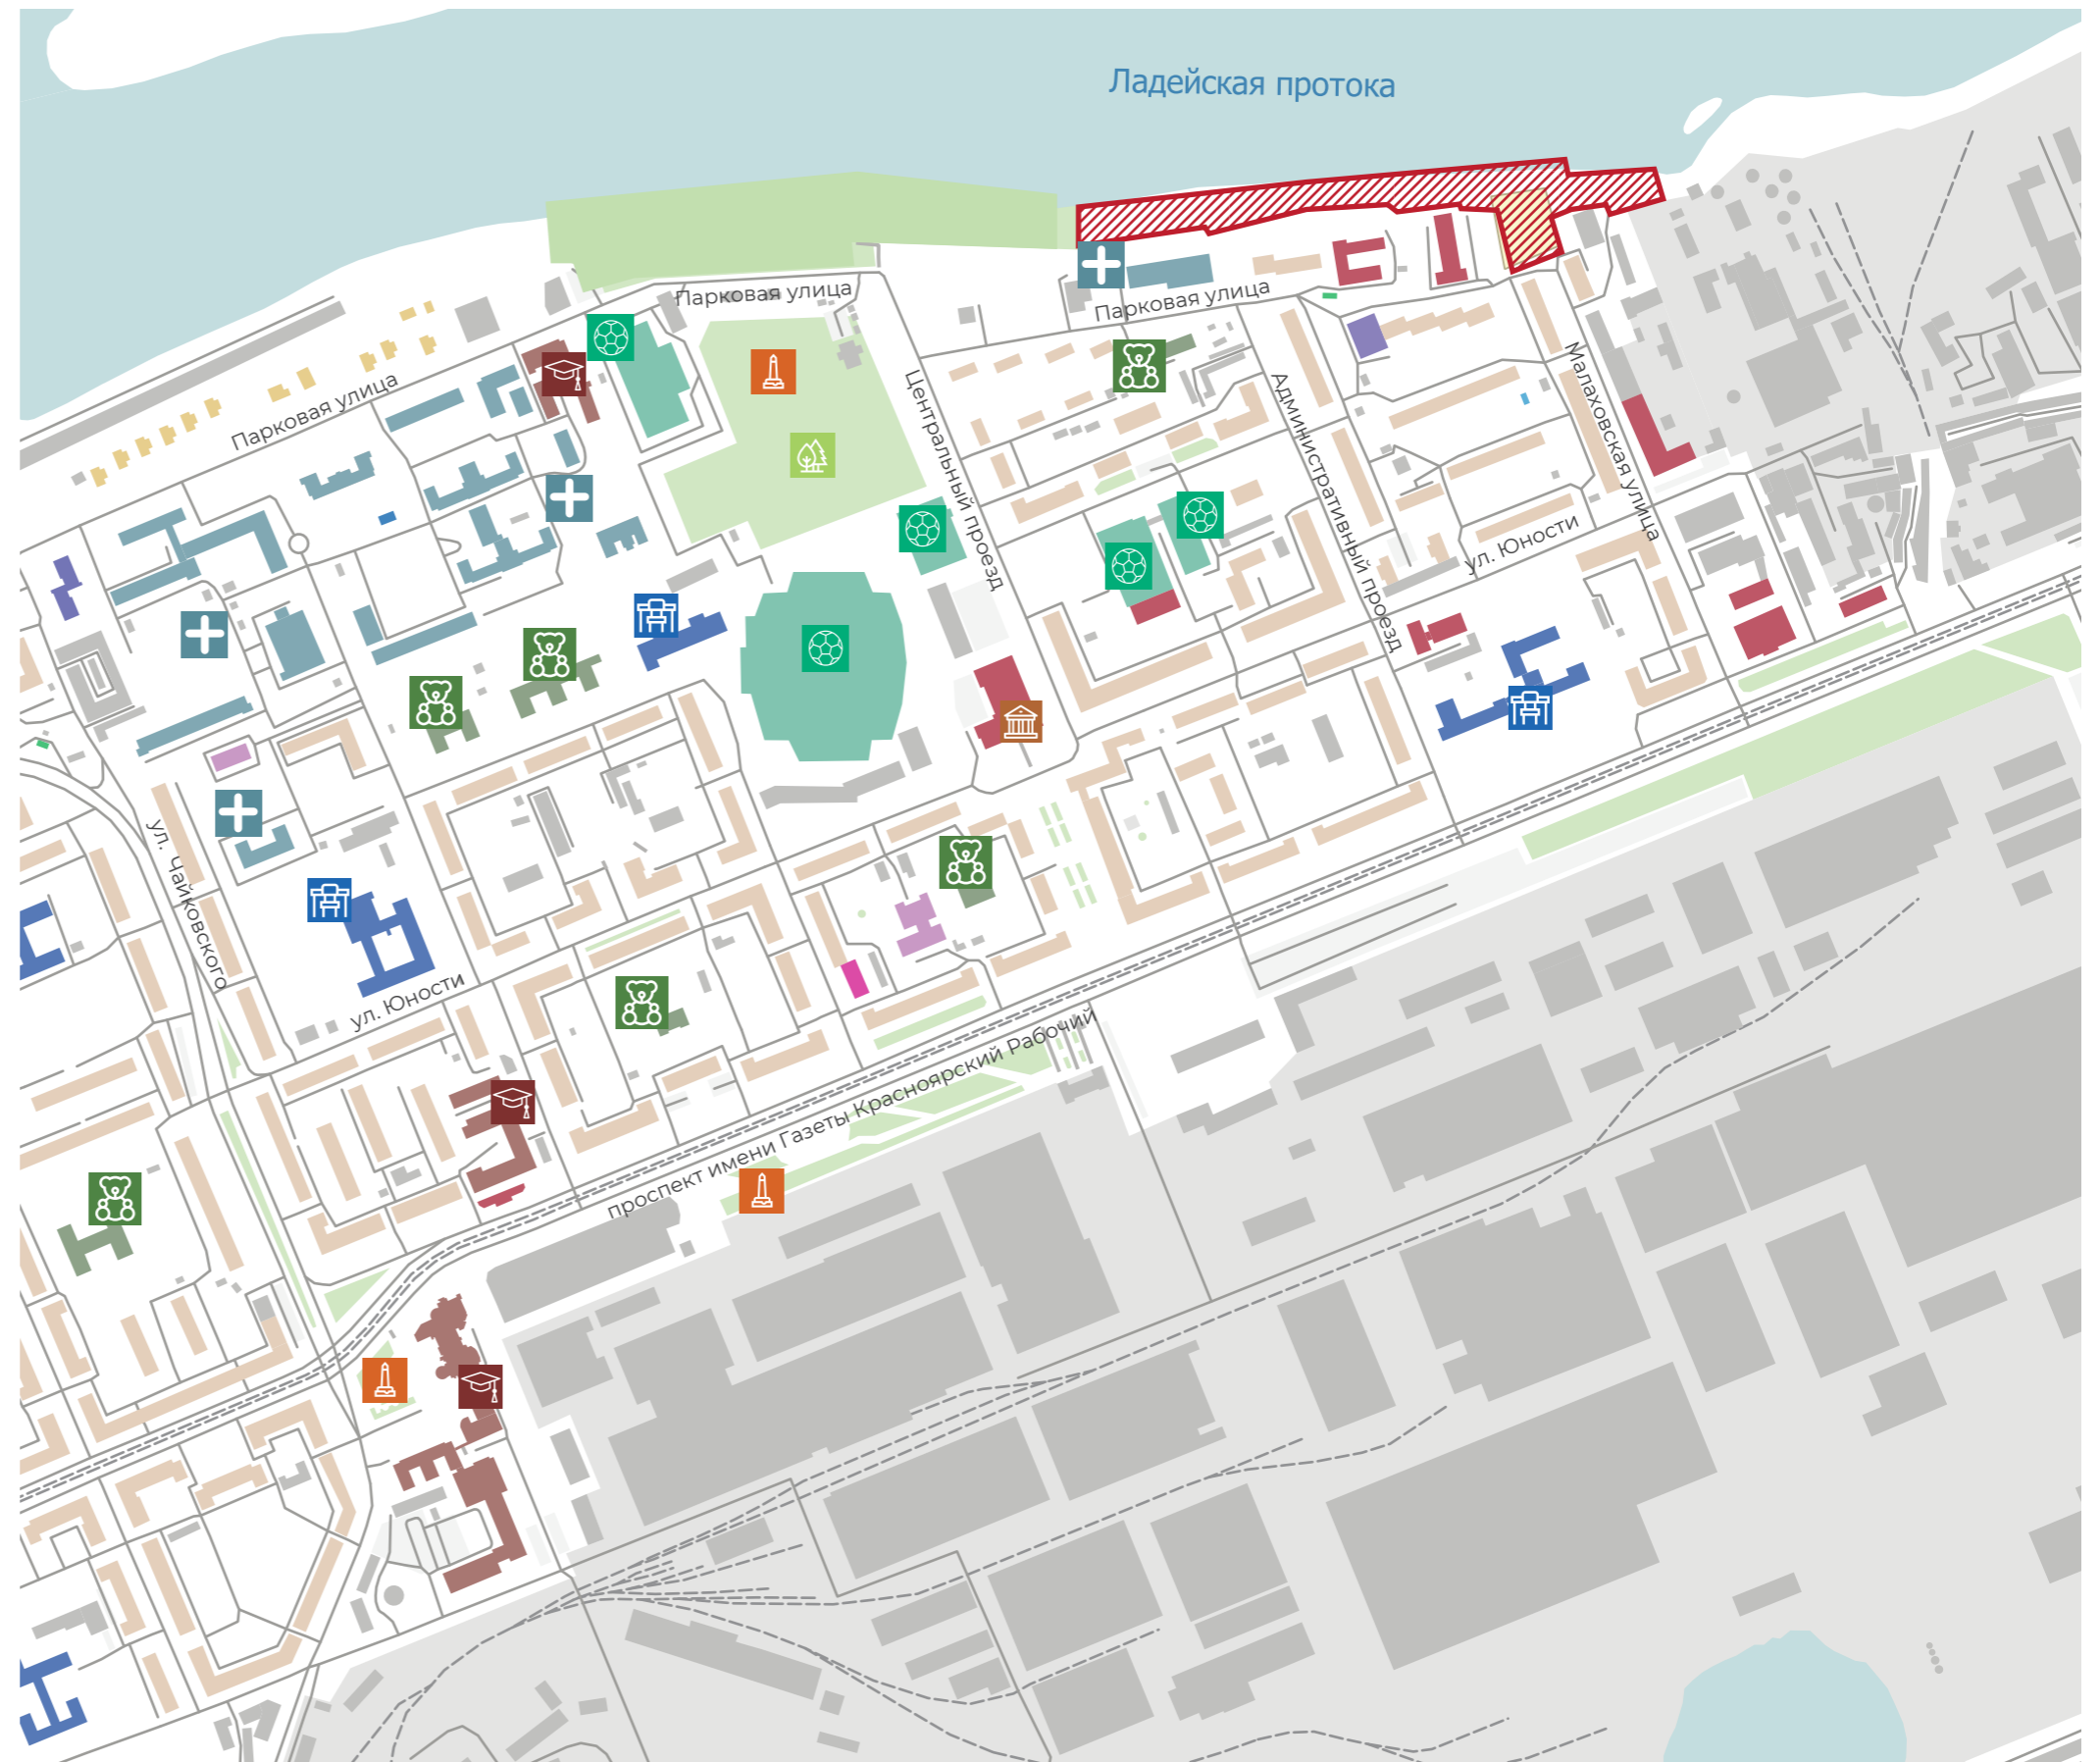 Ладейская протока
Парковая улица
Парковая улица
Парковая улица
Центральный проезд
Административный проезд
Малаховская улица
ул. Юности
ул. Чайковского
ул. Юности
проспект имени Газеты Красноярский Рабочий